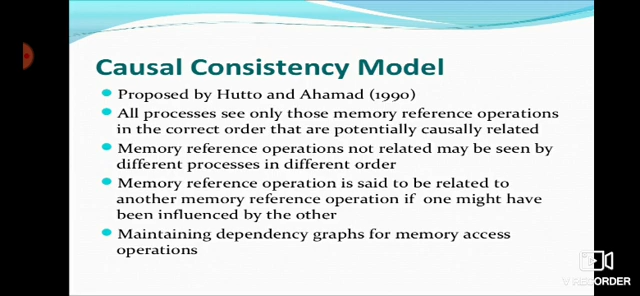 Causal Consistency Model
Proposed by Hutto and Ahamad (1990)
All processes see only those memory reference operations
in the correct order that are potentially causally related
Memory reference operations not related may be seen by
different processes in different order
Memory reference operation is said to be related to
another memory reference operation if one might have
been influenced by the other
Maintaining dependency graphs for memory access
operations
V RECORDER